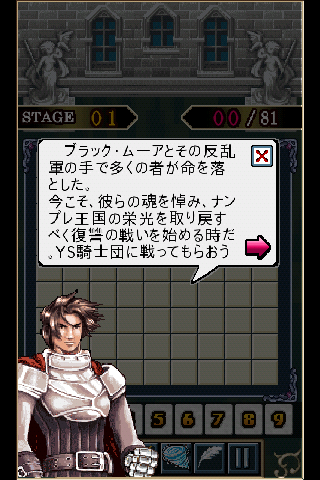 STAGE 01 00/81
ブラック・ムーアとその反乱
軍の手で多くの者が命を落
とした。
今こそ、彼らの魂を悼み、ナン
プレ王国の栄光を取り戻す
べく復讐の戦いを始める時だ
。YS騎士団に戦ってもらおう
5 6 7 8 9